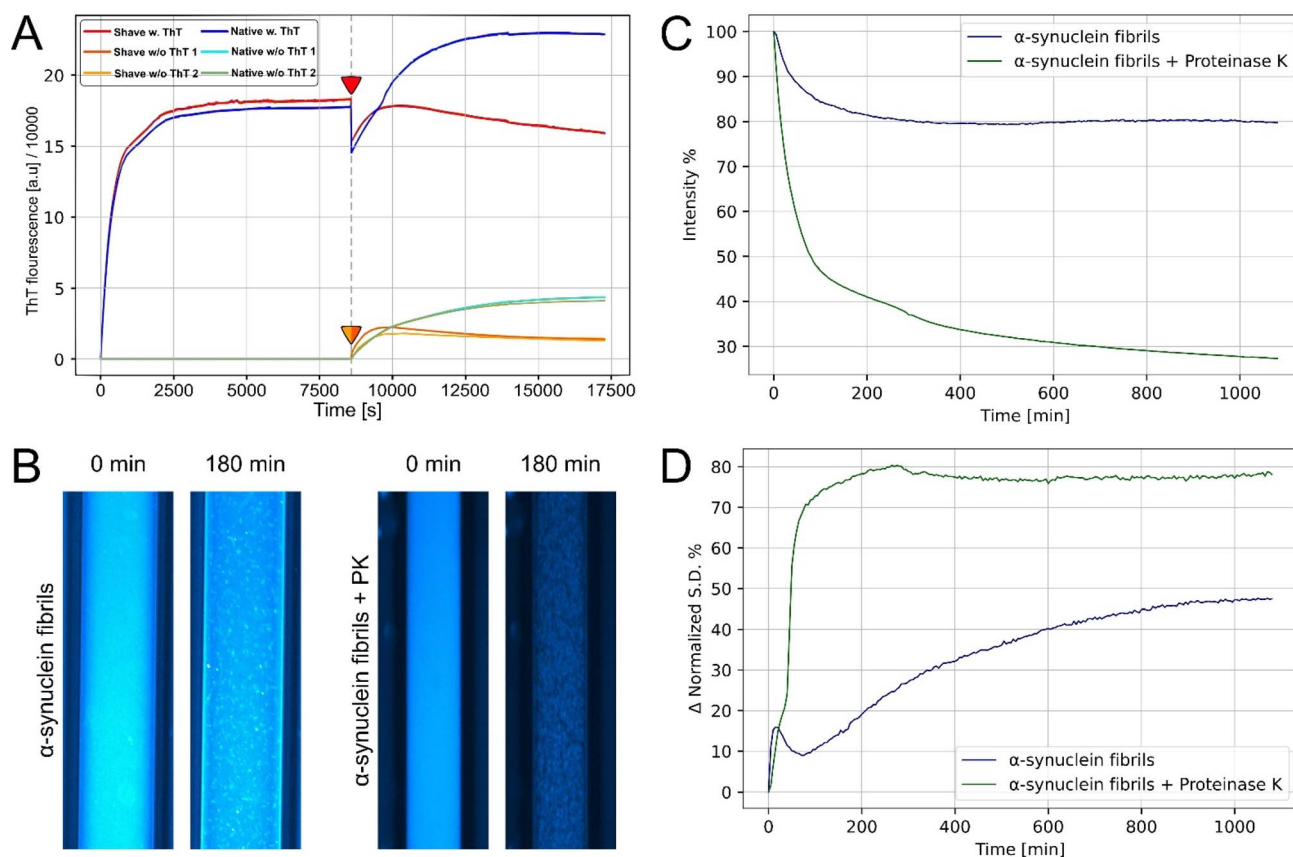 A
Shave w. ThT
Native w. ThT
Shave w/o ThT 1
Native w/o ThT 1
Shave w/o ThT 2
Native w/o ThT 2
ThT flourescence [a.u] / 10000
20
15
10
5
0
0
2500
5000
7500
10000
12500
15000
17500
Time [s]
B
0 min
180 min
0 min
180 min
α-synuclein fibrils
α-synuclein fibrils + PK
C
α-synuclein fibrils
α-synuclein fibrils + Proteinase K
Intensity %
100
90
80
70
60
50
40
30
0
200
400
600
800
1000
Time [min]
D
Δ Normalized S.D. %
80
70
60
50
40
30
20
10
0
α-synuclein fibrils
α-synuclein fibrils + Proteinase K
0
200
400
600
800
1000
Time [min]